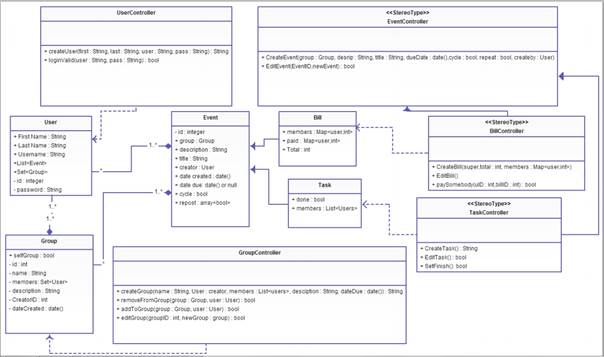 UserController
+ createUser(first : String, last : String, user : String, pass : String) : String
+ loginValid(user : String, pass : String) : bool
<<StereoType>>
EventController
+ CreateEvent(group : Group, desrip : String, title : String, dueDate : date(),cycle : bool, repeat : bool, createby : User)
+ EditEvent(EventID,newEvent) : bool
User
+ First Name : String
+ Last Name : String
+ Username : String
+List<Event>
+Set<Group>
- id : integer
- password : String
Event
- id : integer
+ group : Group
+ description : String
+ title : String
+ creator : User
+ date created : date()
+ date due : date() or null
+ cycle : bool
+ repost : array<bool>
Bill
+ members : Map<user,int>
+ paid : Map<user,int>
+ Total : int
<<StereoType>>
BillController
+ CreateBill(super,total : int, members : Map<user,int>)
+ EditBill()
+ paySomebody(uID : int,billID : int) : bool
1..*
*
1..*
*
1..*
*
1..*
Task
+ done : bool
+ members : List<Users>
<<StereoType>>
TaskController
+ CreateTask() : String
+ EditTask() : bool
+ SetFinish() : bool
Group
+ selfGroup : bool
- id : int
- name : String
- members: Set<User>
- description : String
- CreatorID : int
- dateCreated : date()
GroupController
+ createGroup(name : String, User : creator, members : List<users>, desciption : String, dateDue : date()) : String
+ removeFromGroup(group : Group, user : User) : bool
+ addToGroup(group : Group, user : User) : bool
+ editGroup(groupID : int, newGroup : group) : bool